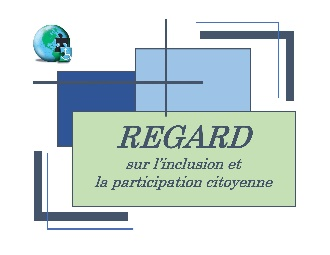 REGARD
sur l'inclusion et
la participation citoyenne